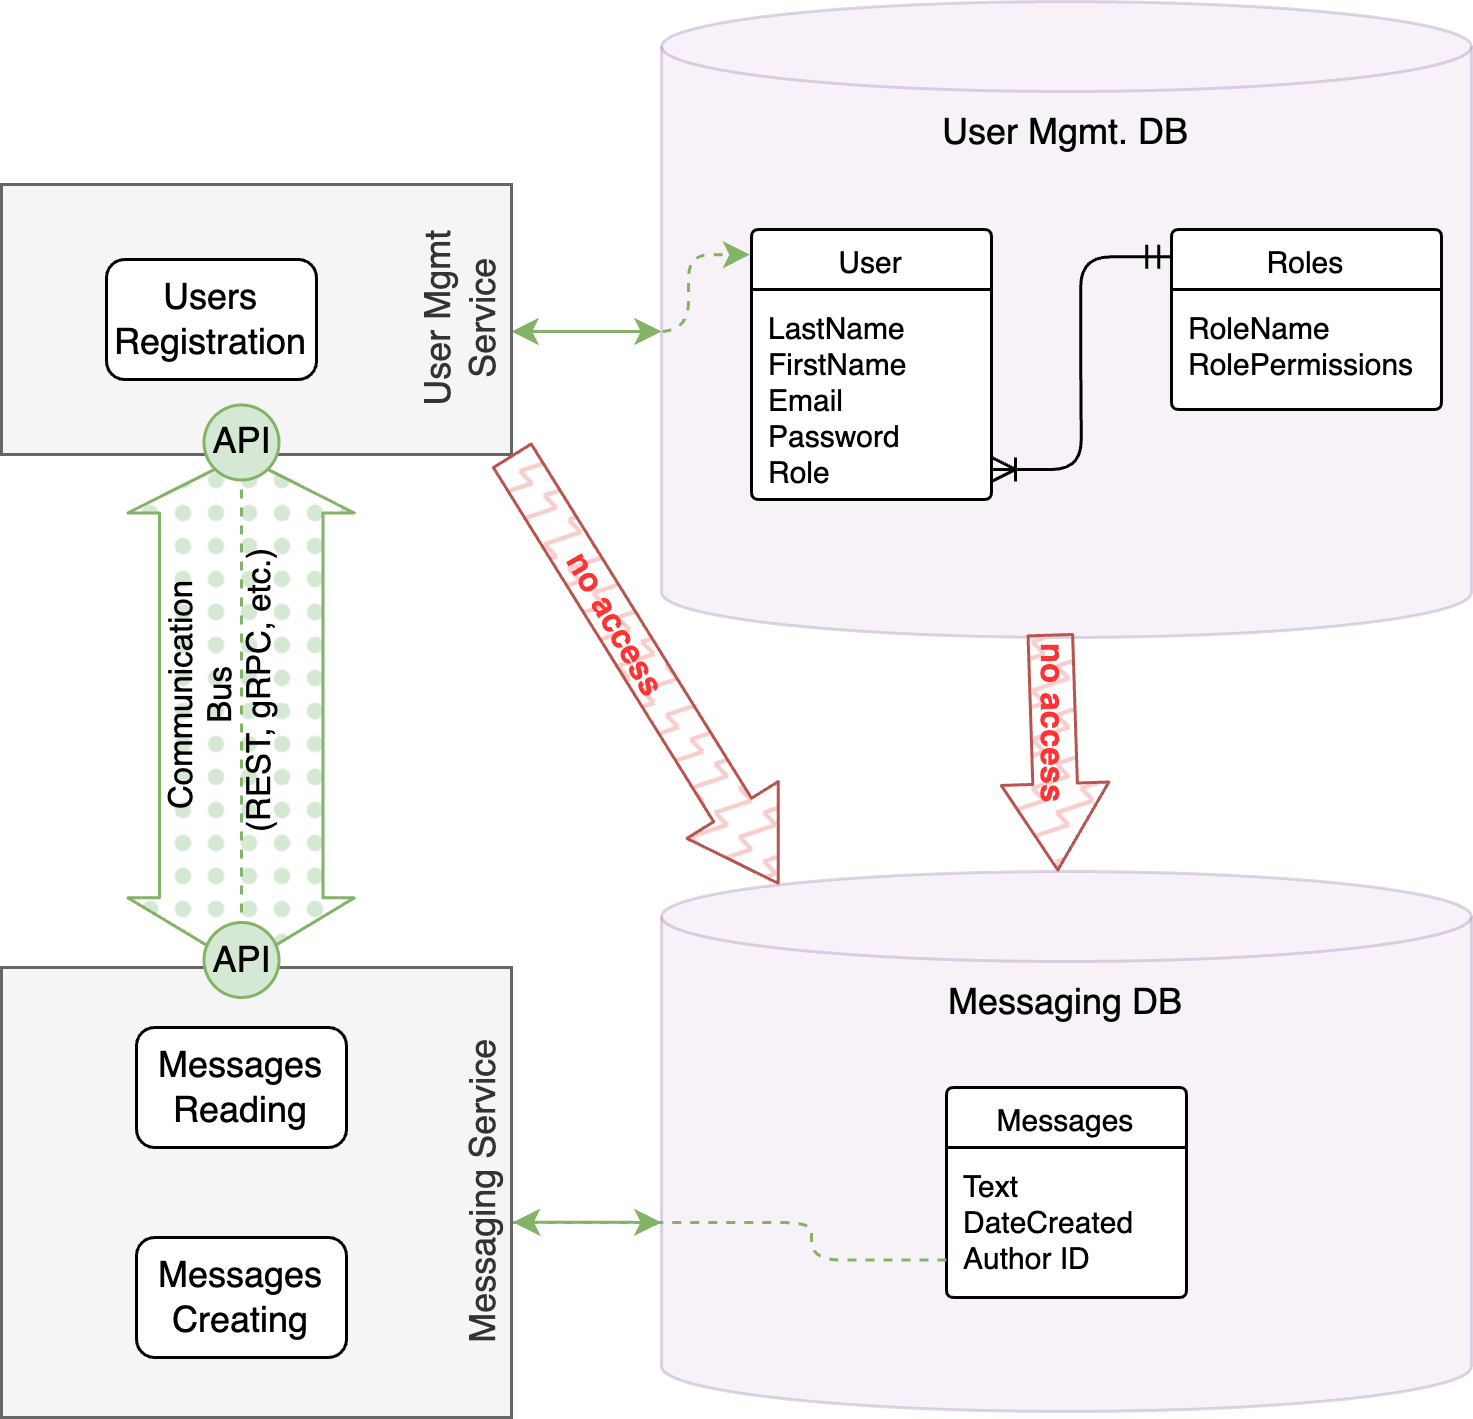 User Mgmt. DB
User Mgmt
Service
Users
Registration
API
User
LastName
FirstName
Email
Password
Role
Roles
RoleName
RolePermissions
Communication
Bus
(REST, gRPC, etc.)
no access
no access
API
Messaging Service
Messages
Reading
Messages
Creating
Messaging DB
Messages
Text
DateCreated
Author ID